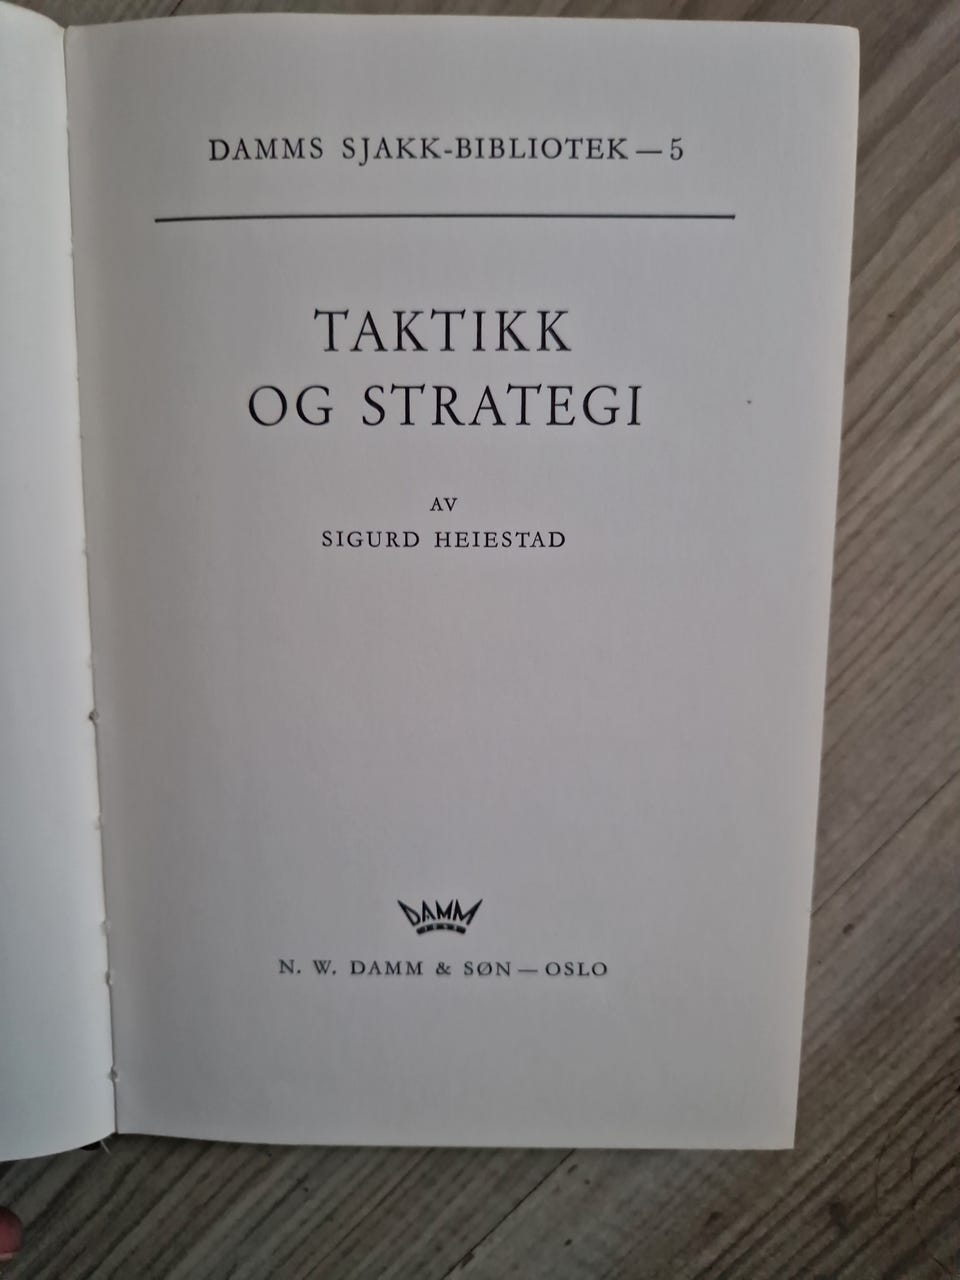 DAMMS SJAKK-BIBLIOTEK — 5
TAKTIKK
OG STRATEGI
AV
SIGURD HEIESTAD
DAMM
N. W. DAMM & SØN — OSLO